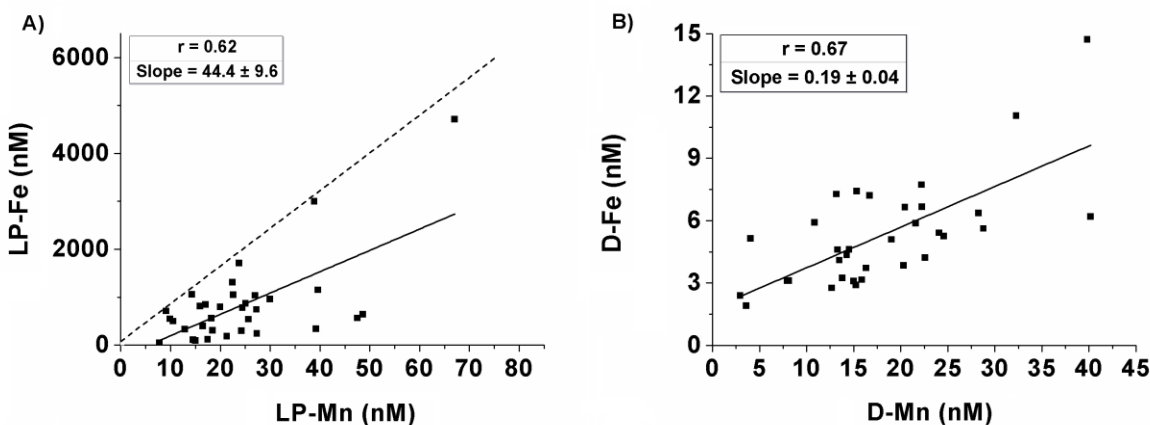 A)
r = 0.62
Slope = 44.4 ± 9.6
6000
4000
2000
0
LP-Fe (nM)
0 10 20 30 40 50 60 70 80
LP-Mn (nM)
B)
r = 0.67
Slope = 0.19 ± 0.04
15
12
9
6
3
0
D-Fe (nM)
0 5 10 15 20 25 30 35 40 45
D-Mn (nM)